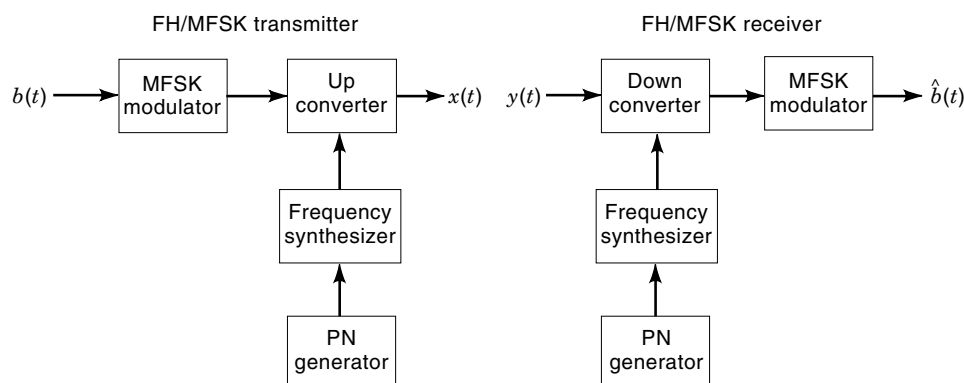 FH/MFSK transmitter
b(t)
MFSK
modulator
Up
converter
x(t)
Frequency
synthesizer
PN
generator
FH/MFSK receiver
y(t)
Down
converter
MFSK
modulator
b̂(t)
Frequency
synthesizer
PN
generator